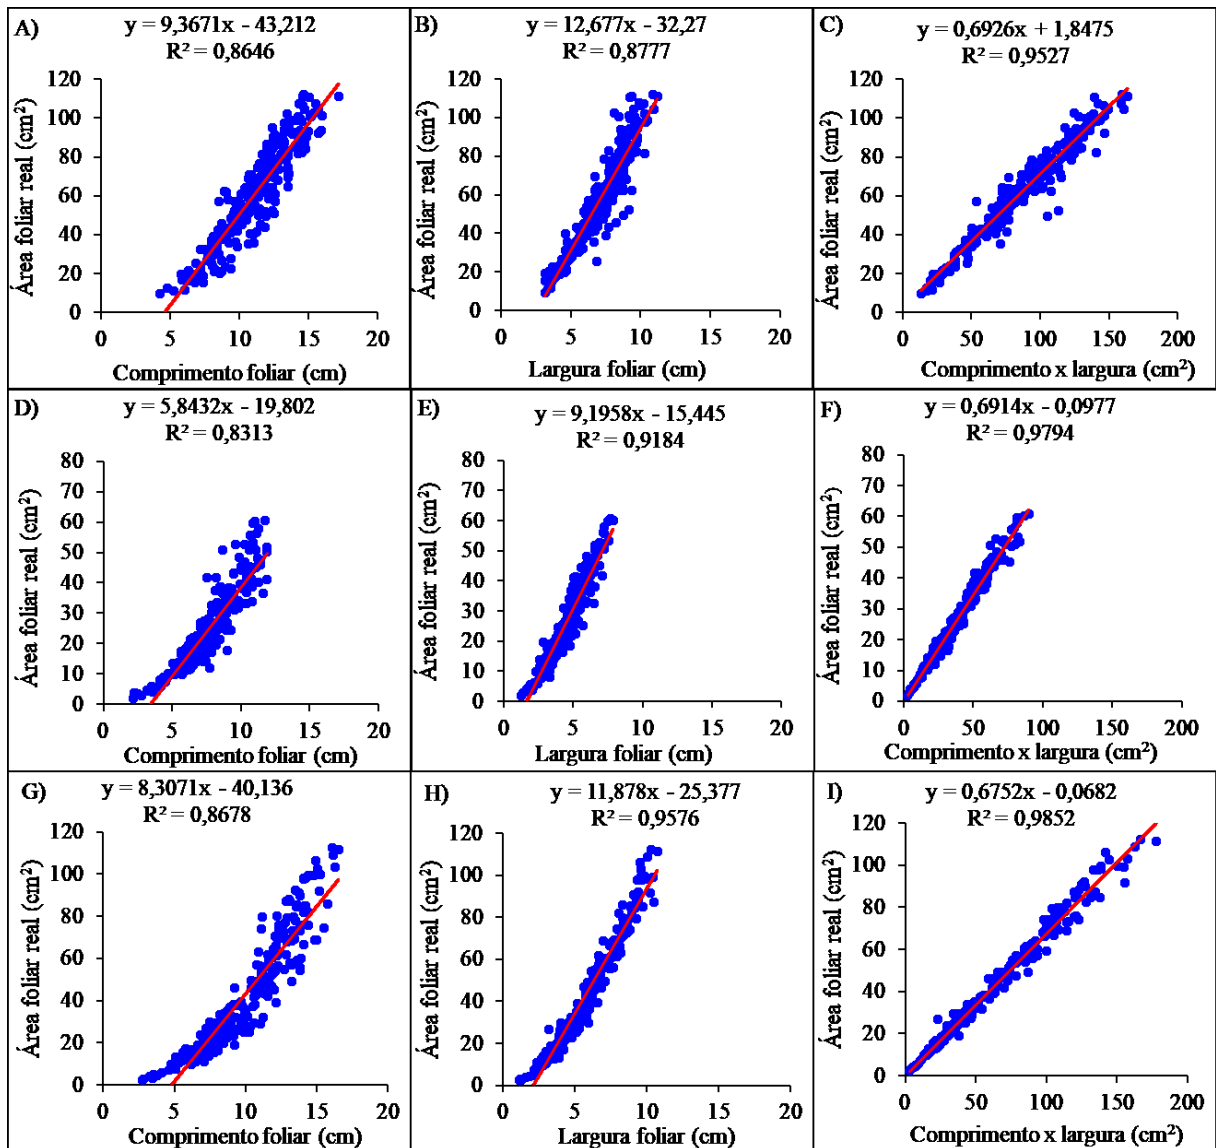 A)
y = 9,3671x - 43,212
R² = 0,8646
Área foliar real (cm²)
120
100
80
60
40
20
0
0 5 10 15 20
Comprimento foliar (cm)
B)
y = 12,677x - 32,27
R² = 0,8777
Área foliar real (cm²)
120
100
80
60
40
20
0
0 5 10 15 20
Largura foliar (cm)
C)
y = 0,6926x + 1,8475
R² = 0,9527
Área foliar real (cm²)
120
100
80
60
40
20
0
0 50 100 150 200
Comprimento x largura (cm²)
D)
y = 5,8432x - 19,802
R² = 0,8313
Área foliar real (cm²)
80
70
60
50
40
30
20
10
0
0 5 10 15 20
Comprimento foliar (cm)
E)
y = 9,1958x - 15,445
R² = 0,9184
Área foliar real (cm²)
80
70
60
50
40
30
20
10
0
0 5 10 15 20
Largura foliar (cm)
F)
y = 0,6914x - 0,0977
R² = 0,9794
Área foliar real (cm²)
80
70
60
50
40
30
20
10
0
0 50 100 150 200
Comprimento x largura (cm²)
G)
y = 8,3071x - 40,136
R² = 0,8678
Área foliar real (cm²)
120
100
80
60
40
20
0
0 5 10 15 20
Comprimento foliar (cm)
H)
y = 11,878x - 25,377
R² = 0,9576
Área foliar real (cm²)
120
100
80
60
40
20
0
0 5 10 15 20
Largura foliar (cm)
I)
y = 0,6752x - 0,0682
R² = 0,9852
Área foliar real (cm²)
120
100
80
60
40
20
0
0 50 100 150 200
Comprimento x largura (cm²)